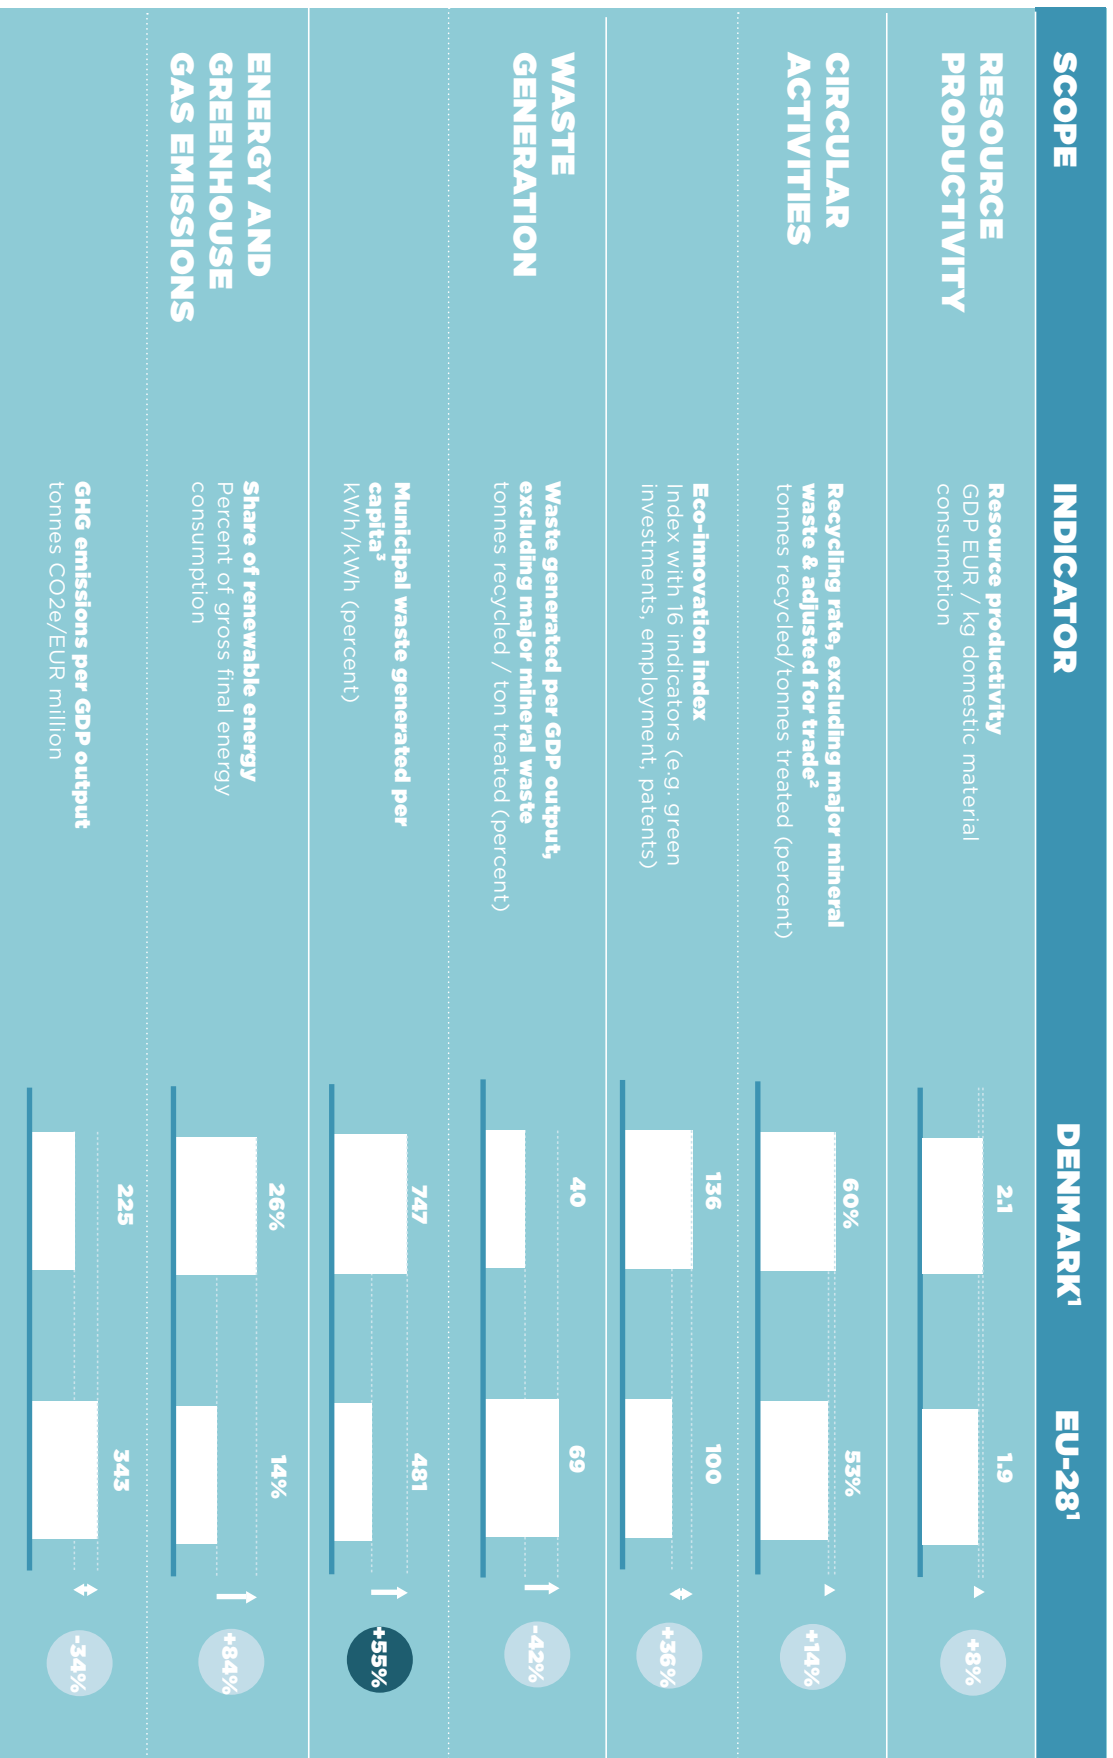 SCOPE
INDICATOR
DENMARK¹
EU-28¹
RESOURCE
PRODUCTIVITY
Resource productivity
GDP EUR / kg domestic material
consumption
2.1
1.9
+8%
CIRCULAR
ACTIVITIES
Recycling rate, excluding major mineral
waste & adjusted for trade²
tonnes recycled/tonnes treated (percent)
60%
53%
+14%
Eco-innovation index
Index with 16 indicators (e.g. green
investments, employment, patents)
136
100
+36%
WASTE
GENERATION
Waste generated per GDP output,
excluding major mineral waste
tonnes recycled / ton treated (percent)
40
69
-42%
Municipal waste generated per
capita³
kWh/kWh (percent)
747
481
+55%
ENERGY AND
GREENHOUSE
GAS EMISSIONS
Share of renewable energy
Percent of gross final energy
consumption
26%
14%
+84%
GHG emissions per GDP output
tonnes CO2e/EUR million
225
343
-34%